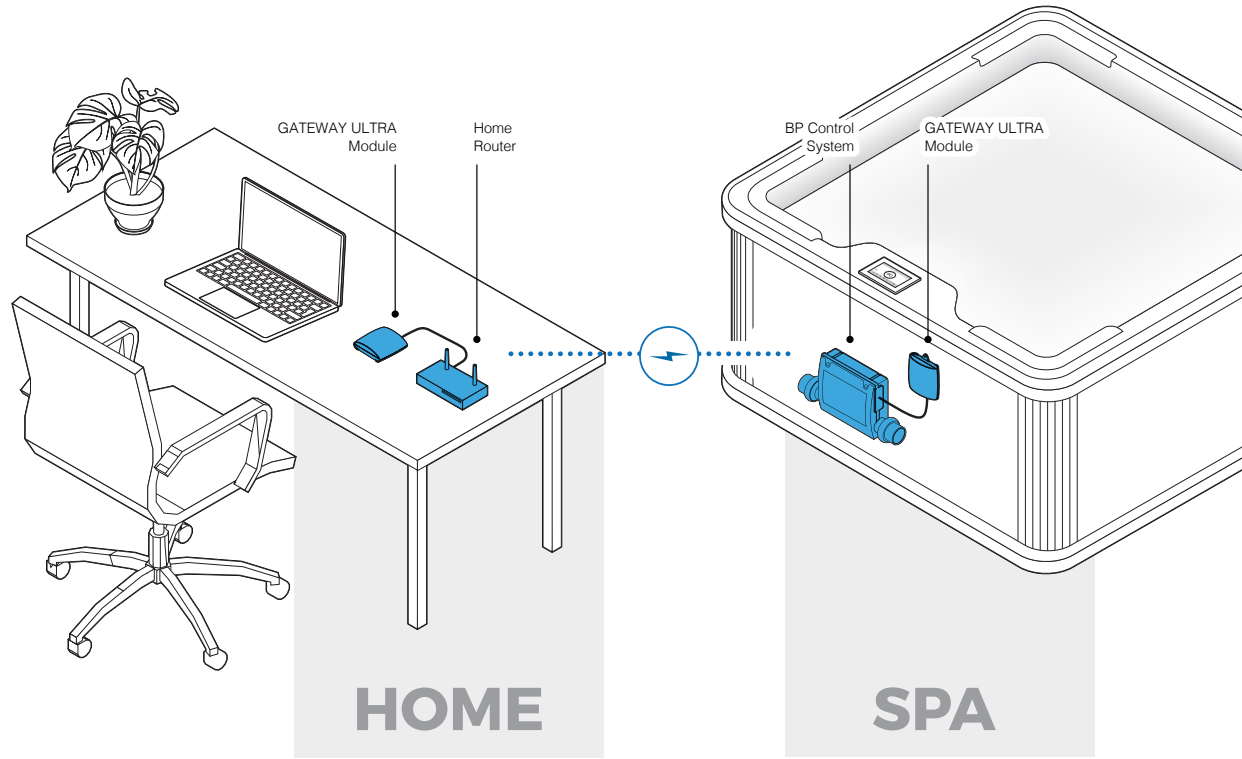 GATEWAY ULTRA
Module
Home
Router
BP Control
System
GATEWAY ULTRA
Module
HOME
SPA